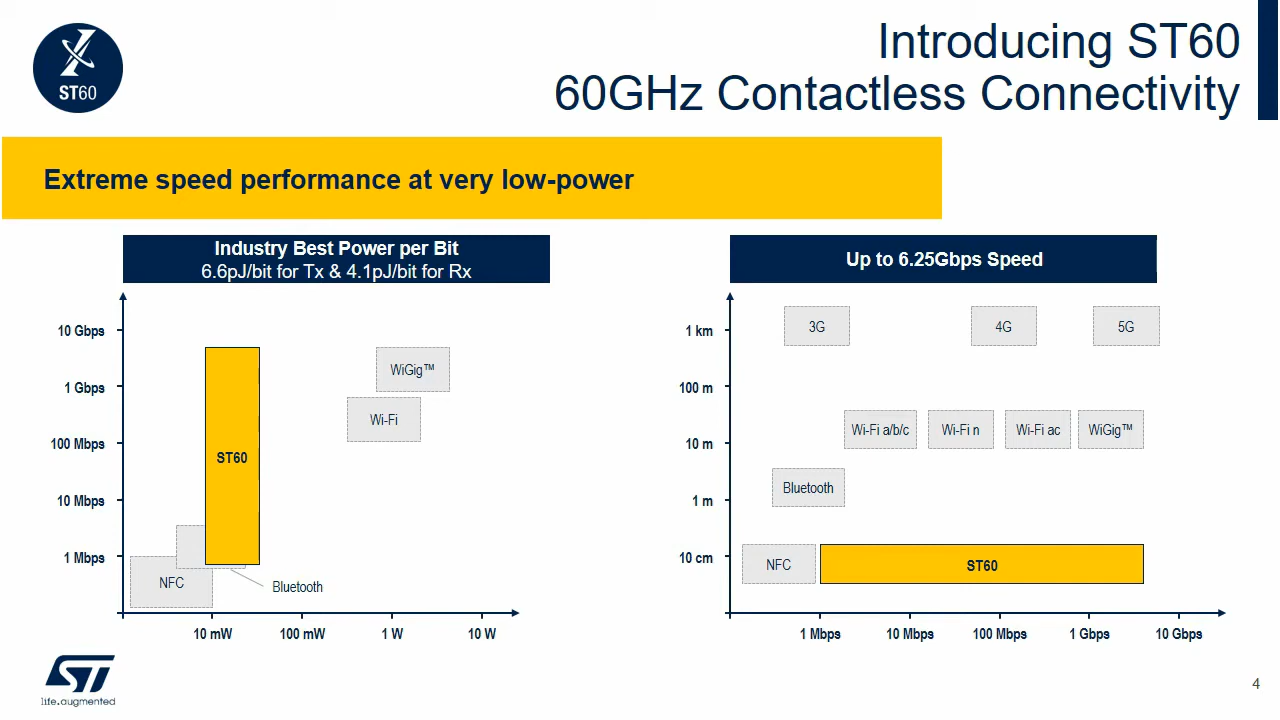 ST60
Introducing ST60
60GHz Contactless Connectivity
Extreme speed performance at very low-power
Industry Best Power per Bit
6.6pJ/bit for Tx & 4.1pJ/bit for Rx
10 Gbps
1 Gbps
100 Mbps
10 Mbps
1 Mbps
WiGig™
Wi-Fi
ST60
NFC
Bluetooth
10 mW
100 mW
1 W
10 W
Up to 6.25Gbps Speed
1 km
100 m
10 m
1 m
10 cm
3G
4G
5G
Wi-Fi a/b/c
Wi-Fi n
Wi-Fi ac
WiGig™
Bluetooth
NFC
ST60
1 Mbps
10 Mbps
100 Mbps
1 Gbps
10 Gbps
ST
life.augmented
4